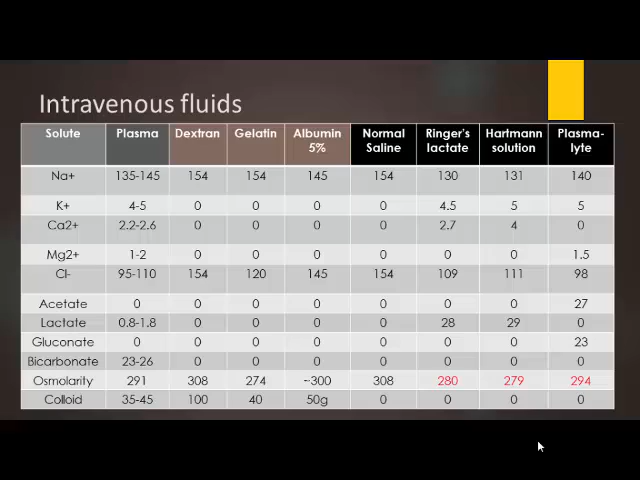 Intravenous fluids
Solute Plasma Dextran Gelatin Albumin 5% Normal Saline Ringer's lactate Hartmann solution Plasma-lyte
Na+ 135-145 154 154 145 154 130 131 140
K+ 4-5 0 0 0 0 4.5 5 5
Ca2+ 2.2-2.6 0 0 0 0 2.7 4 0
Mg2+ 1-2 0 0 0 0 0 0 1.5
Cl- 95-110 154 120 145 154 109 111 98
Acetate 0 0 0 0 0 0 0 27
Lactate 0.8-1.8 0 0 0 0 28 29 0
Gluconate 0 0 0 0 0 0 0 23
Bicarbonate 23-26 0 0 0 0 0 0 0
Osmolarity 291 308 274 ~300 308 280 279 294
Colloid 35-45 100 40 50g 0 0 0 0